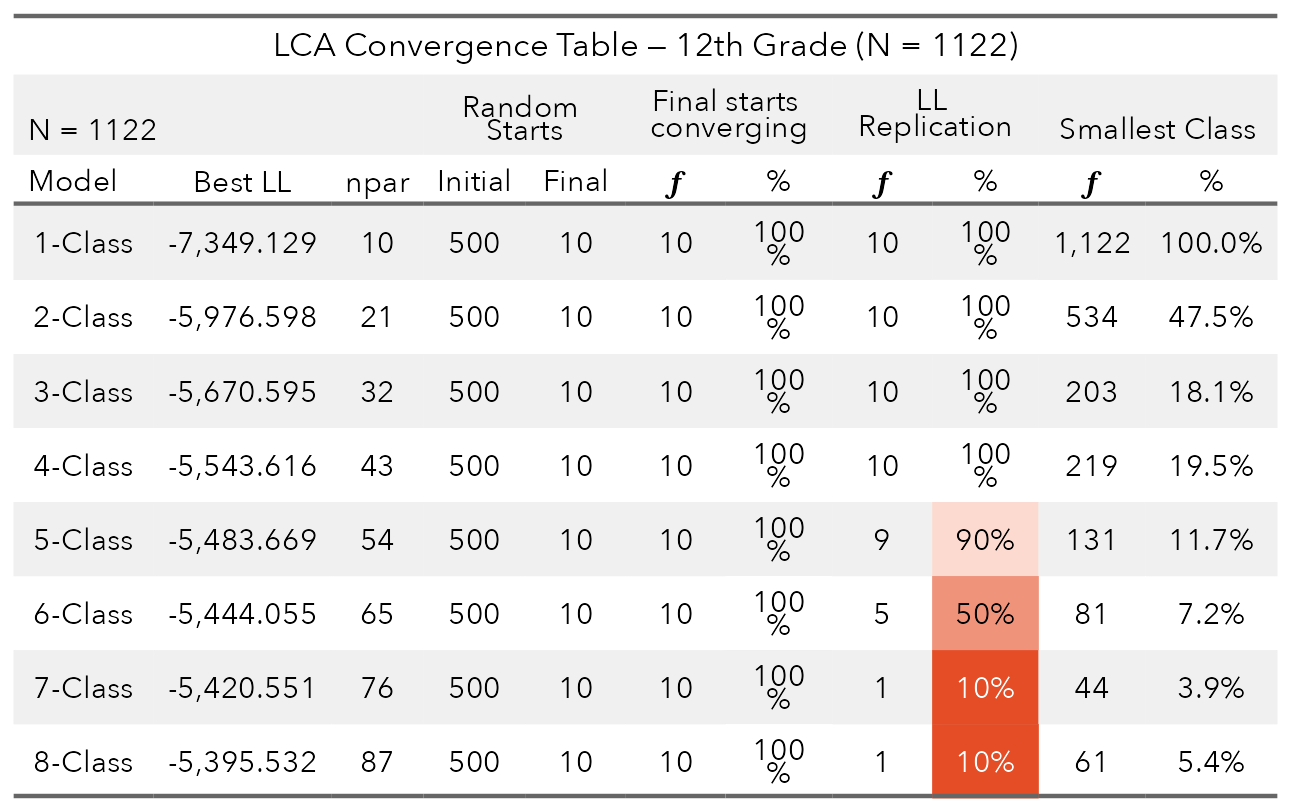 LCA Convergence Table – 12th Grade (N = 1122)
N = 1122 Random Starts Final starts converging LL Replication Smallest Class
Model Best LL npar Initial Final f % f % f %
1-Class -7,349.129 10 500 10 10 100% 10 100% 1,122 100.0%
2-Class -5,976.598 21 500 10 10 100% 10 100% 534 47.5%
3-Class -5,670.595 32 500 10 10 100% 10 100% 203 18.1%
4-Class -5,543.616 43 500 10 10 100% 10 100% 219 19.5%
5-Class -5,483.669 54 500 10 10 100% 9 90% 131 11.7%
6-Class -5,444.055 65 500 10 10 100% 5 50% 81 7.2%
7-Class -5,420.551 76 500 10 10 100% 1 10% 44 3.9%
8-Class -5,395.532 87 500 10 10 100% 1 10% 61 5.4%